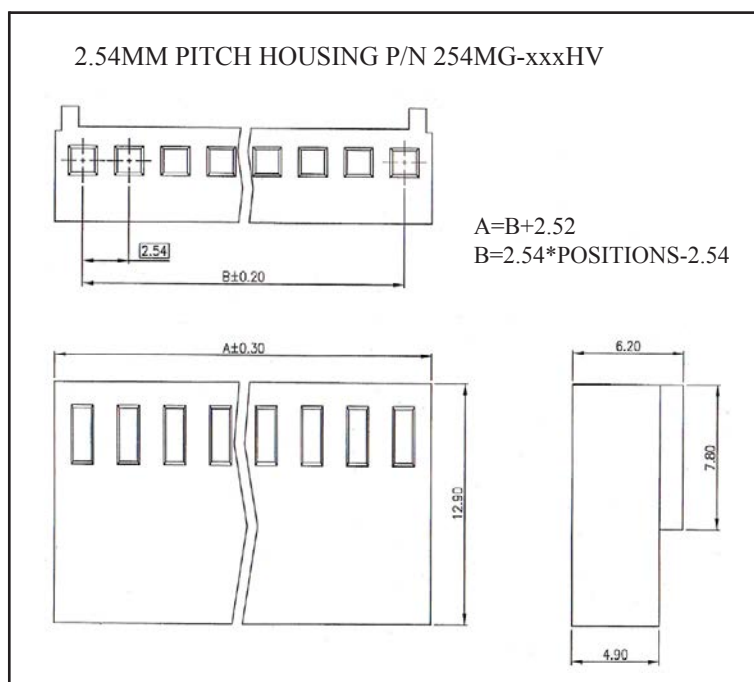 2.54MM PITCH HOUSING P/N 254MG-xxxHV
2.54
B±0.20
A=B+2.52
B=2.54*POSITIONS-2.54
A±0.30
12.90
6.20
7.80
4.90